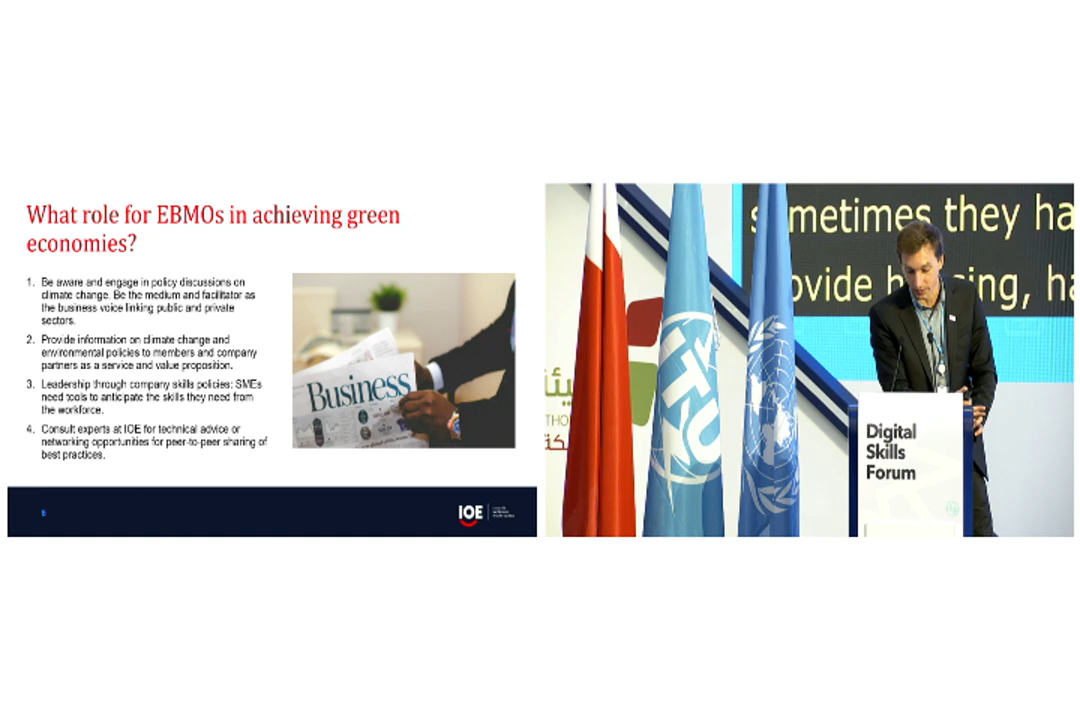 What role for EBMOs in achieving green
economies?
1. Be aware and engage in policy discussions on
climate change. Be the medium and facilitator as
the business voice linking public and private
sectors.
2. Provide information on climate change and
environmental policies to members and company
partners as a service and value proposition.
3. Leadership through company skills policies: SMEs
need tools to anticipate the skills they need from
the workforce.
4. Consult experts at IOE for technical advice or
networking opportunities for peer-to-peer sharing of
best practices.
Business
IOE
sometimes they ha
ovide
ing, ha
ITU
Digital
Skills
Forum